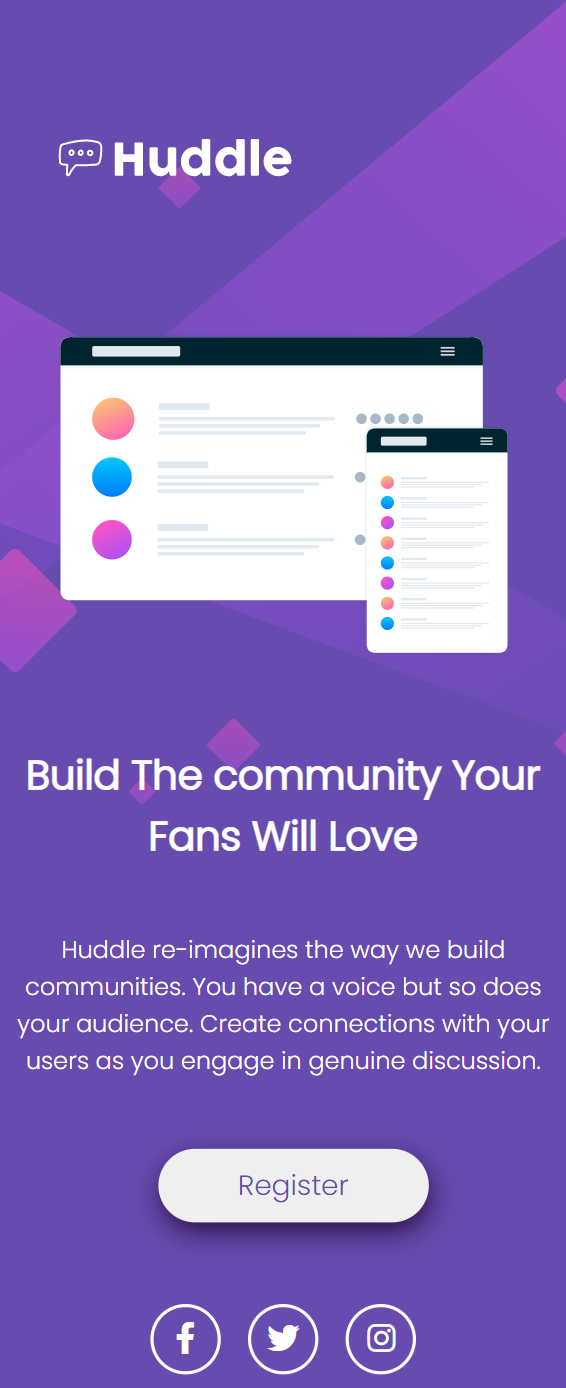 Huddle
Build The community Your
Fans Will Love
Huddle re-imagines the way we build
communities. You have a voice but so does
your audience. Create connections with your
users as you engage in genuine discussion.
Register